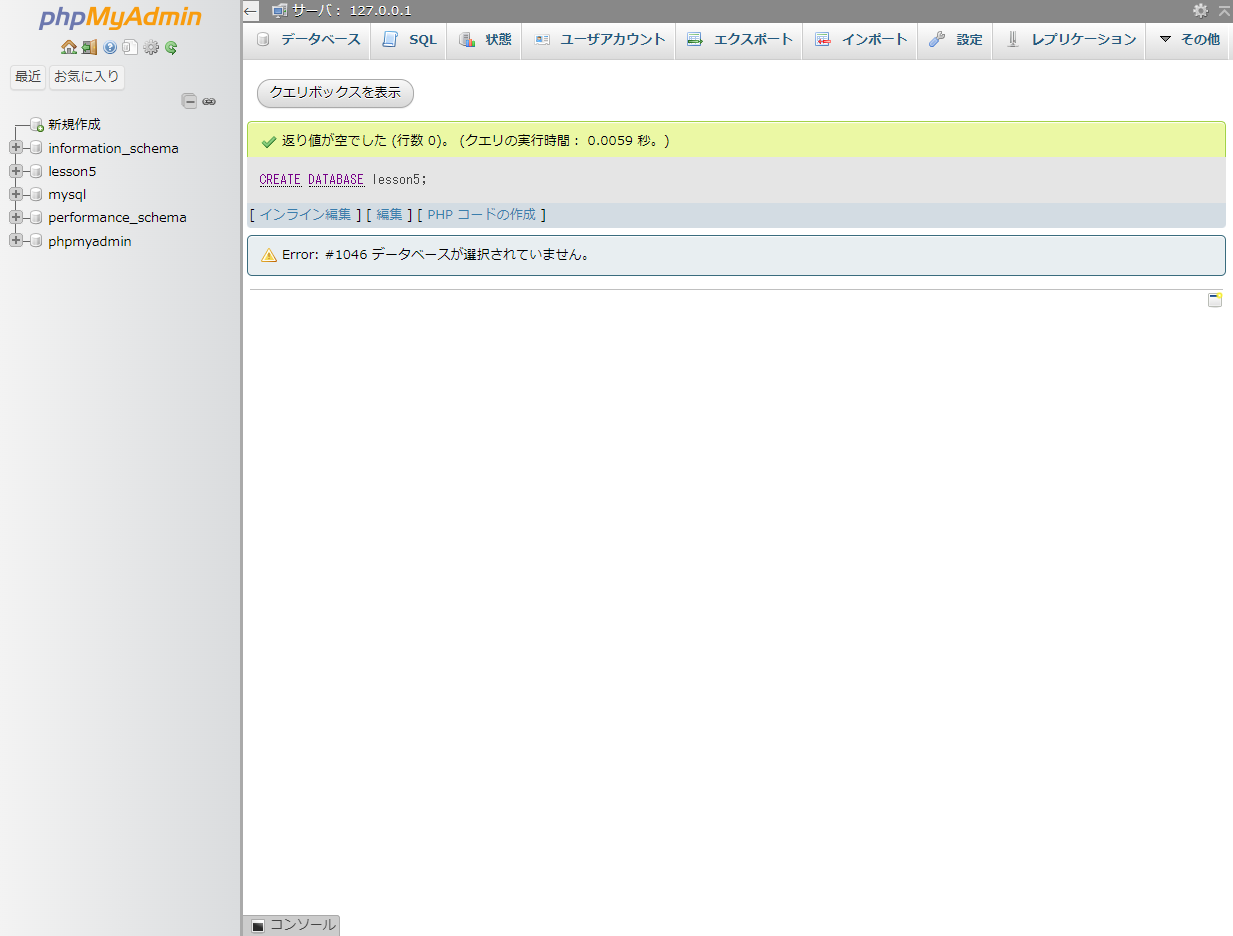 phpMyAdmin
最近 お気に入り
新規作成
information_schema
lesson5
mysql
performance_schema
phpmyadmin
サーバ: 127.0.0.1
データベース SQL 状態 ユーザアカウント エクスポート インポート 設定 レプリケーション その他
クエリボックスを表示
返り値が空でした (行数 0)。 (クエリの実行時間： 0.0059 秒。)
CREATE DATABASE lesson5;
[ インライン編集 ] [ 編集 ] [ PHP コードの作成 ]
Error: #1046 データベースが選択されていません。
コンソール